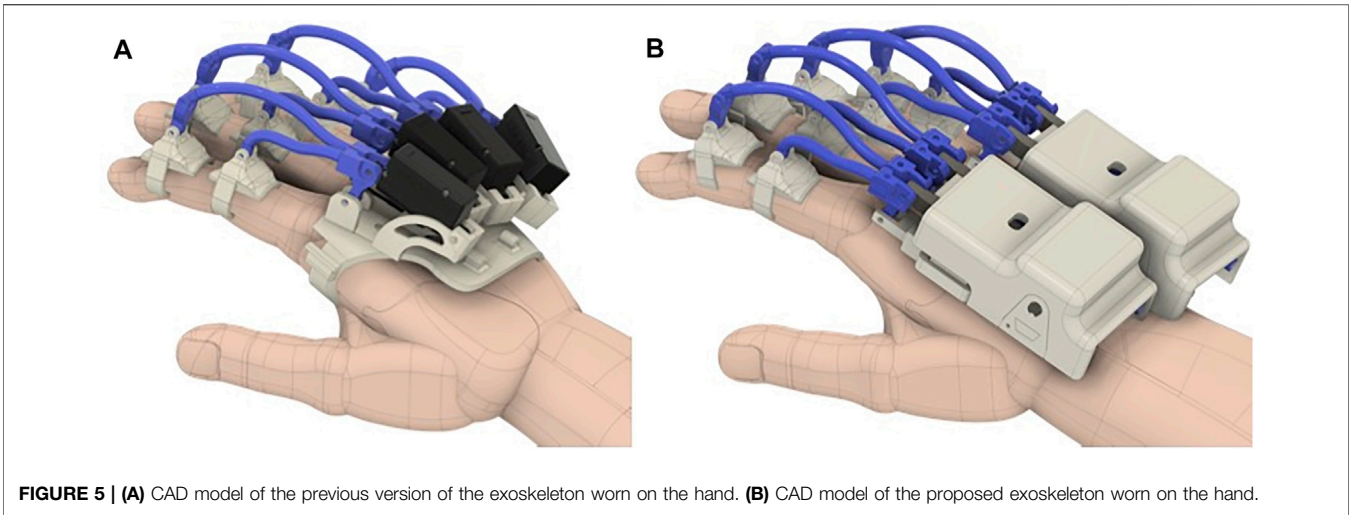 A
B
FIGURE 5 | (A) CAD model of the previous version of the exoskeleton worn on the hand. (B) CAD model of the proposed exoskeleton worn on the hand.